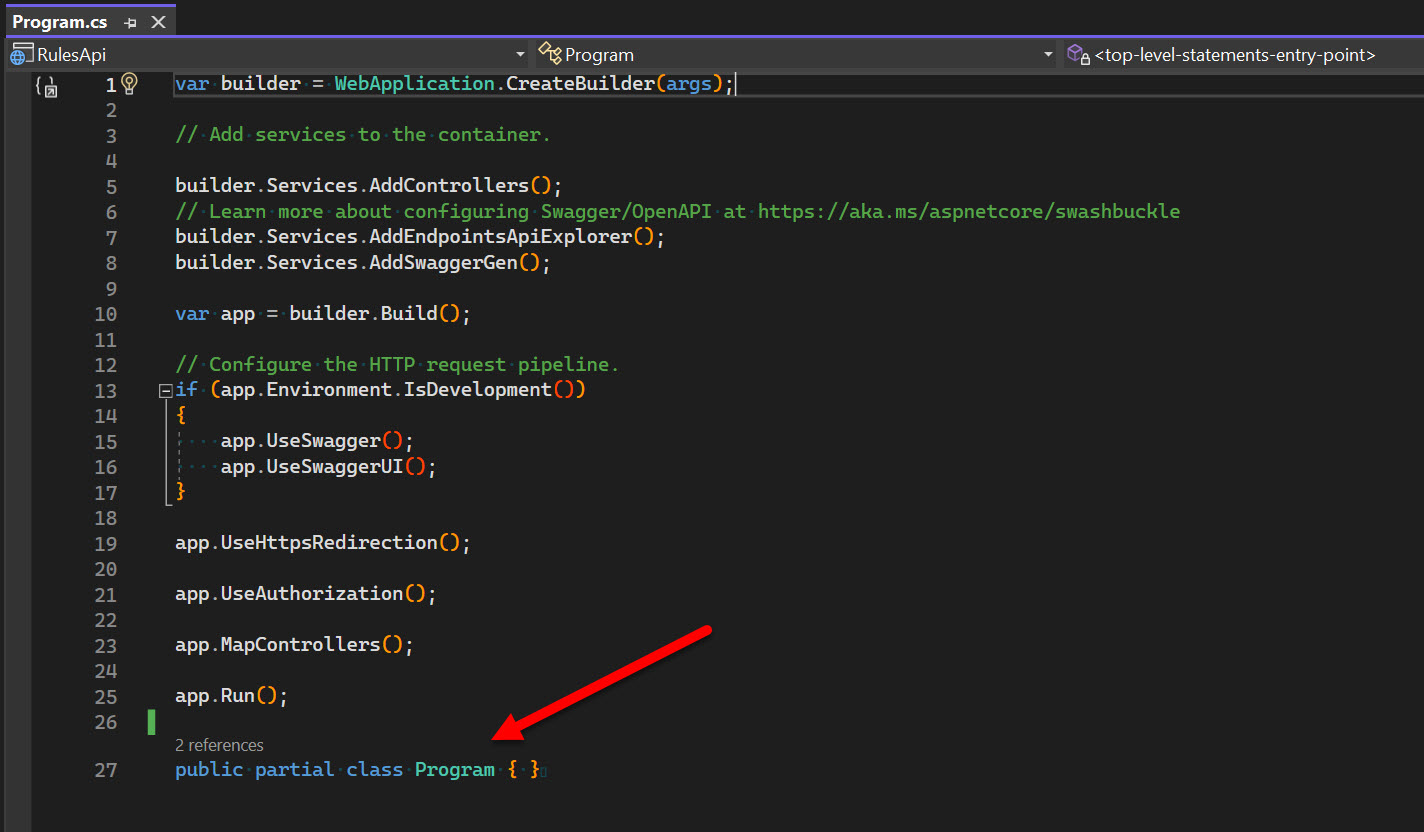 Program.cs
RulesApi
Program
<top-level-statements-entry-point>
1 var builder = WebApplication.CreateBuilder(args);
2
3 // Add services to the container.
4
5 builder.Services.AddControllers();
6 // Learn more about configuring Swagger/OpenAPI at https://aka.ms/aspnetcore/swashbuckle
7 builder.Services.AddEndpointsApiExplorer();
8 builder.Services.AddSwaggerGen();
9
10 var app = builder.Build();
11
12 // Configure the HTTP request pipeline.
13 if (app.Environment.IsDevelopment())
14 {
15     app.UseSwagger();
16     app.UseSwaggerUI();
17 }
18
19 app.UseHttpsRedirection();
20
21 app.UseAuthorization();
22
23 app.MapControllers();
24
25 app.Run();
26
2 references
27 public partial class Program { }